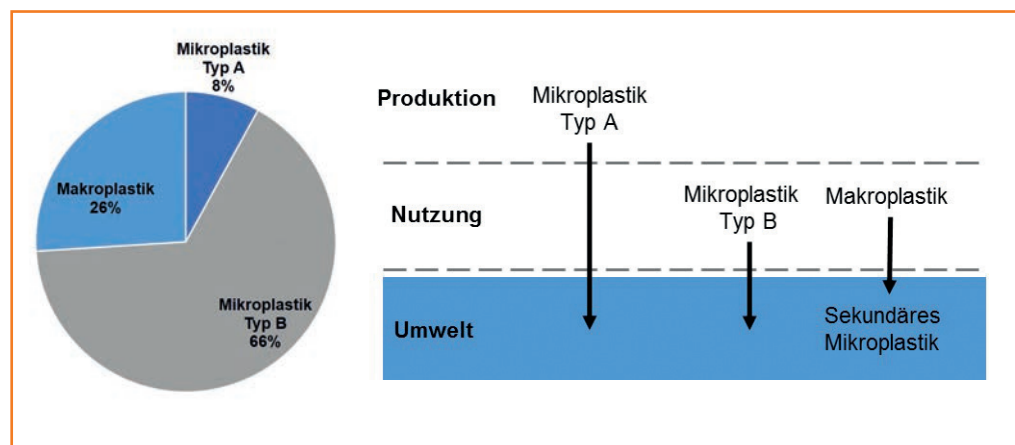 Mikroplastik
Typ A
8%
Makroplastik
26%
Mikroplastik
Typ B
66%
Produktion
Mikroplastik
Typ A
Nutzung
Mikroplastik
Typ B
Makroplastik
Umwelt
Sekundäres
Mikroplastik